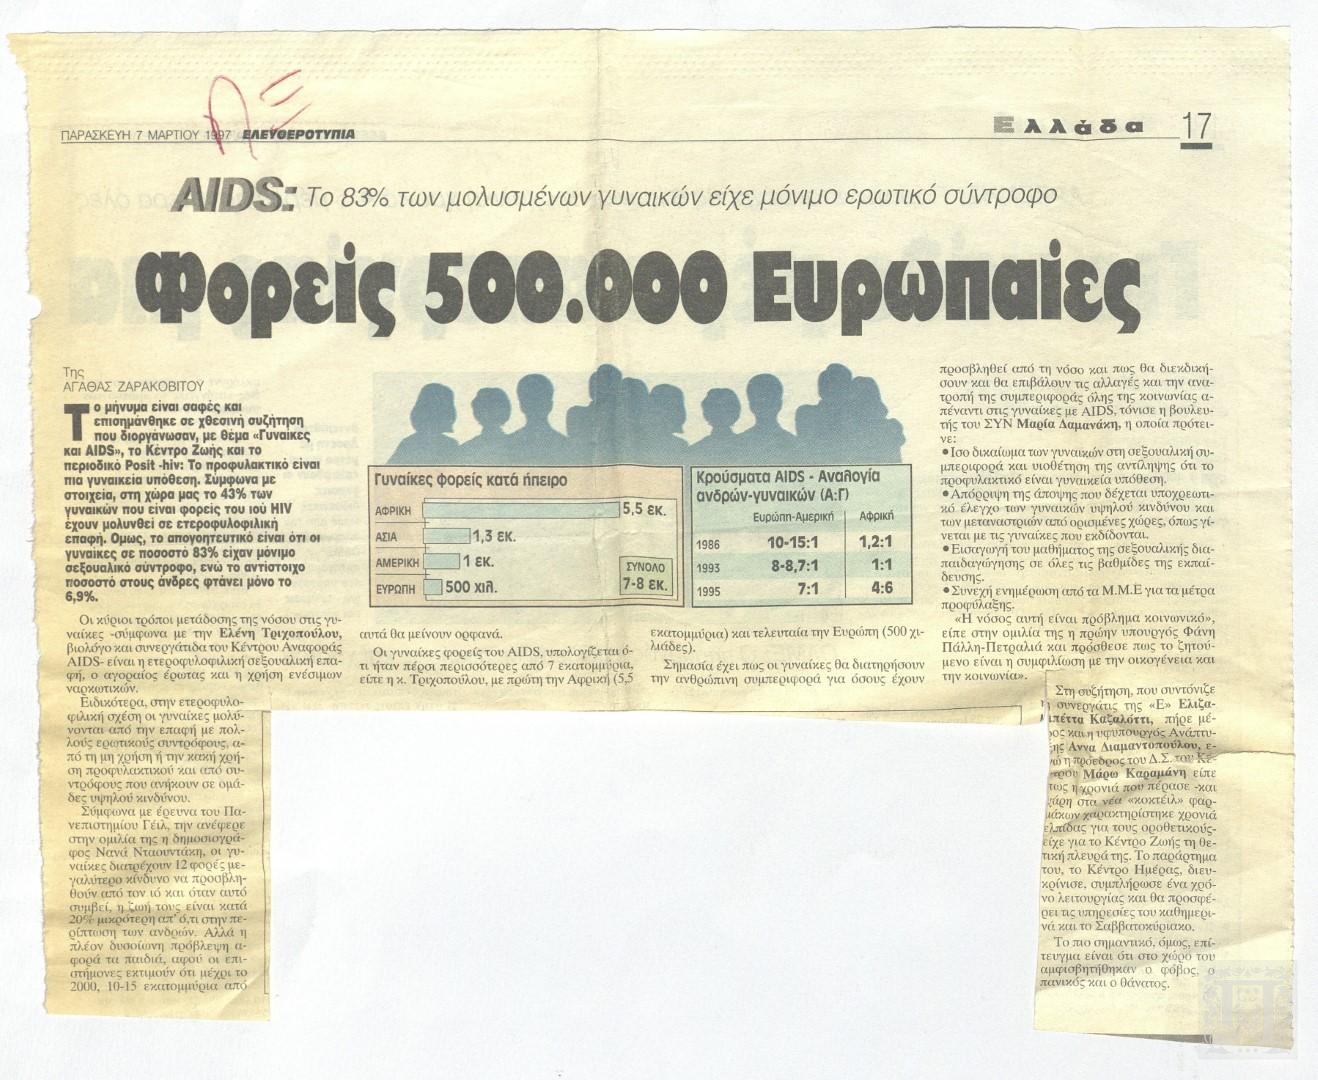 ΠΑΡΑΣΚΕΥΗ 7 ΜΑΡΤΙΟΥ 1997 ΕΛΕΥΘΕΡΟΤΥΠΙΑ
Ελλάδα 17
ΠΕ
AIDS: Το 83% των μολυσμένων γυναικών είχε μόνιμο ερωτικό σύντροφο
Φορείς 500.000 Ευρωπαίες
Της
ΑΓΑΘΑΣ ΖΑΡΑΚΟΒΙΤΟΥ
Το μήνυμα είναι σαφές και
επισημάνθηκε σε χθεσινή συζήτηση
που διοργάνωσαν, με θέμα «Γυναίκες
και AIDS», το Κέντρο Ζωής και το
περιοδικό Posit -hiv: Το προφυλακτικό είναι
πια γυναικεία υπόθεση. Σύμφωνα με
στοιχεία, στη χώρα μας το 43% των
γυναικών που είναι φορείς του ιού HIV
έχουν μολυνθεί σε ετεροφυλοφιλική
επαφή. Ομως, το απογοητευτικό είναι ότι οι
γυναίκες σε ποσοστό 83% είχαν μόνιμο
σεξουαλικό σύντροφο, ενώ το αντίστοιχο
ποσοστό στους άνδρες φτάνει μόνο το
6,9%.
Οι κύριοι τρόποι μετάδοσης της νόσου στις γυ-
ναίκες -σύμφωνα με την Ελένη Τριχοπούλου,
βιολόγο και συνεργάτιδα του Κέντρου Αναφοράς
AIDS- είναι η ετεροφυλοφιλική σεξουαλική επα-
φή, ο αγοραίος έρωτας και η χρήση ενέσιμων
ναρκωτικών.
Ειδικότερα, στην ετεροφυλο-
φιλική σχέση οι γυναίκες μολύ-
νονται από την επαφή με πολ-
λούς ερωτικούς συντρόφους, α-
πό τη μη χρήση ή την κακή χρή-
ση προφυλακτικού και από συ-
ντρόφους που ανήκουν σε ομά-
δες υψηλού κινδύνου.
Σύμφωνα με έρευνα του Πα-
νεπιστημίου Γέιλ, την ανέφερε
στην ομιλία της η δημοσιογρά-
φος Νανά Νταουντάκη, οι γυ-
ναίκες διατρέχουν 12 φορές με-
γαλύτερο κίνδυνο να προσβλη-
θούν από τον ιό και όταν αυτό
συμβεί, η ζωή τους είναι κατά
20% μικρότερη απ' ό,τι στην πε-
ρίπτωση των ανδρών. Αλλά η
πλέον δυσοίωνη πρόβλεψη α-
φορά τα παιδιά, αφού οι επι-
στήμονες εκτιμούν ότι μέχρι το
2000, 10-15 εκατομμύρια από
Γυναίκες φορείς κατά ήπειρο
ΑΦΡΙΚΗ 5,5 εκ.
ΑΣΙΑ 1,3 εκ.
ΑΜΕΡΙΚΗ 1 εκ.
ΕΥΡΩΠΗ 500 χιλ.
ΣΥΝΟΛΟ
7-8 εκ.
Κρούσματα AIDS - Αναλογία
ανδρών-γυναικών (Α:Γ)
Ευρώπη-Αμερική Αφρική
1986 10-15:1 1,2:1
1993 8-8,7:1 1:1
1995 7:1 4:6
αυτά θα μείνουν ορφανά.
Οι γυναίκες φορείς του AIDS, υπολογίζεται ό-
τι ήταν πέρσι περισσότερες από 7 εκατομμύρια,
είπε η κ. Τριχοπούλου, με πρώτη την Αφρική (5,5
εκατομμύρια) και τελευταία την Ευρώπη (500 χι-
λιάδες).
Σημασία έχει πως οι γυναίκες θα διατηρήσουν
την ανθρώπινη συμπεριφορά για όσους έχουν
προσβληθεί από τη νόσο και πως θα διεκδική-
σουν και θα επιβάλουν τις αλλαγές και την ανα-
τροπή της συμπεριφοράς όλης της κοινωνίας α-
πέναντι στις γυναίκες με AIDS, τόνισε η βουλευ-
τής του ΣΥΝ Μαρία Δαμανάκη, η οποία πρότει-
νε:
● Ισο δικαίωμα των γυναικών στη σεξουαλική συ-
μπεριφορά και υιοθέτηση της αντίληψης ότι το
προφυλακτικό είναι γυναικεία υπόθεση.
● Απόρριψη της άποψης που δέχεται υποχρεωτι-
κό έλεγχο των γυναικών υψηλού κινδύνου και
των μεταναστριών από ορισμένες χώρες, όπως γί-
νεται με τις γυναίκες που εκδίδονται.
● Εισαγωγή του μαθήματος της σεξουαλικής δια-
παιδαγώγησης σε όλες τις βαθμίδες της εκπαί-
δευσης.
● Συνεχή ενημέρωση από τα Μ.Μ.Ε για τα μέτρα
προφύλαξης.
«Η νόσος αυτή είναι πρόβλημα κοινωνικό»,
είπε στην ομιλία της η πρώην υπουργός Φάνη
Πάλλη-Πετραλιά και πρόσθεσε πως το ζητού-
μενο είναι η συμφιλίωση με την οικογένεια και
την κοινωνία».
Στη συζήτηση, που συντόνιζε
η συνεργάτις της «Ε» Ελιζα-
μπέττα Καζαλόττι, πήρε μέ-
ρος και η υφυπουργός Ανάπτυ-
ξης Αννα Διαμαντοπούλου, ε-
νώ η πρόεδρος του Δ.Σ. του Κέ-
ντρου Μάρω Καραμάνη είπε
πως η χρονιά που πέρασε -και
χάρη στα νέα «κοκτέιλ» φαρ-
μάκων χαρακτηρίστηκε χρονιά
ελπίδας για τους οροθετικούς-
είχε για το Κέντρο Ζωής τη θε-
τική πλευρά της. Το παράρτημα
του, το Κέντρο Ημέρας, διευ-
κρίνισε, συμπλήρωσε ένα χρό-
νο λειτουργίας και θα προσφέ-
ρει τις υπηρεσίες του καθημερι-
νά και το Σαββατοκύριακο.
Το πιο σημαντικό, όμως, επί-
τευγμα είναι ότι στο χώρο του
αμφισβητήθηκαν ο φόβος, ο
πανικός και ο θάνατος.